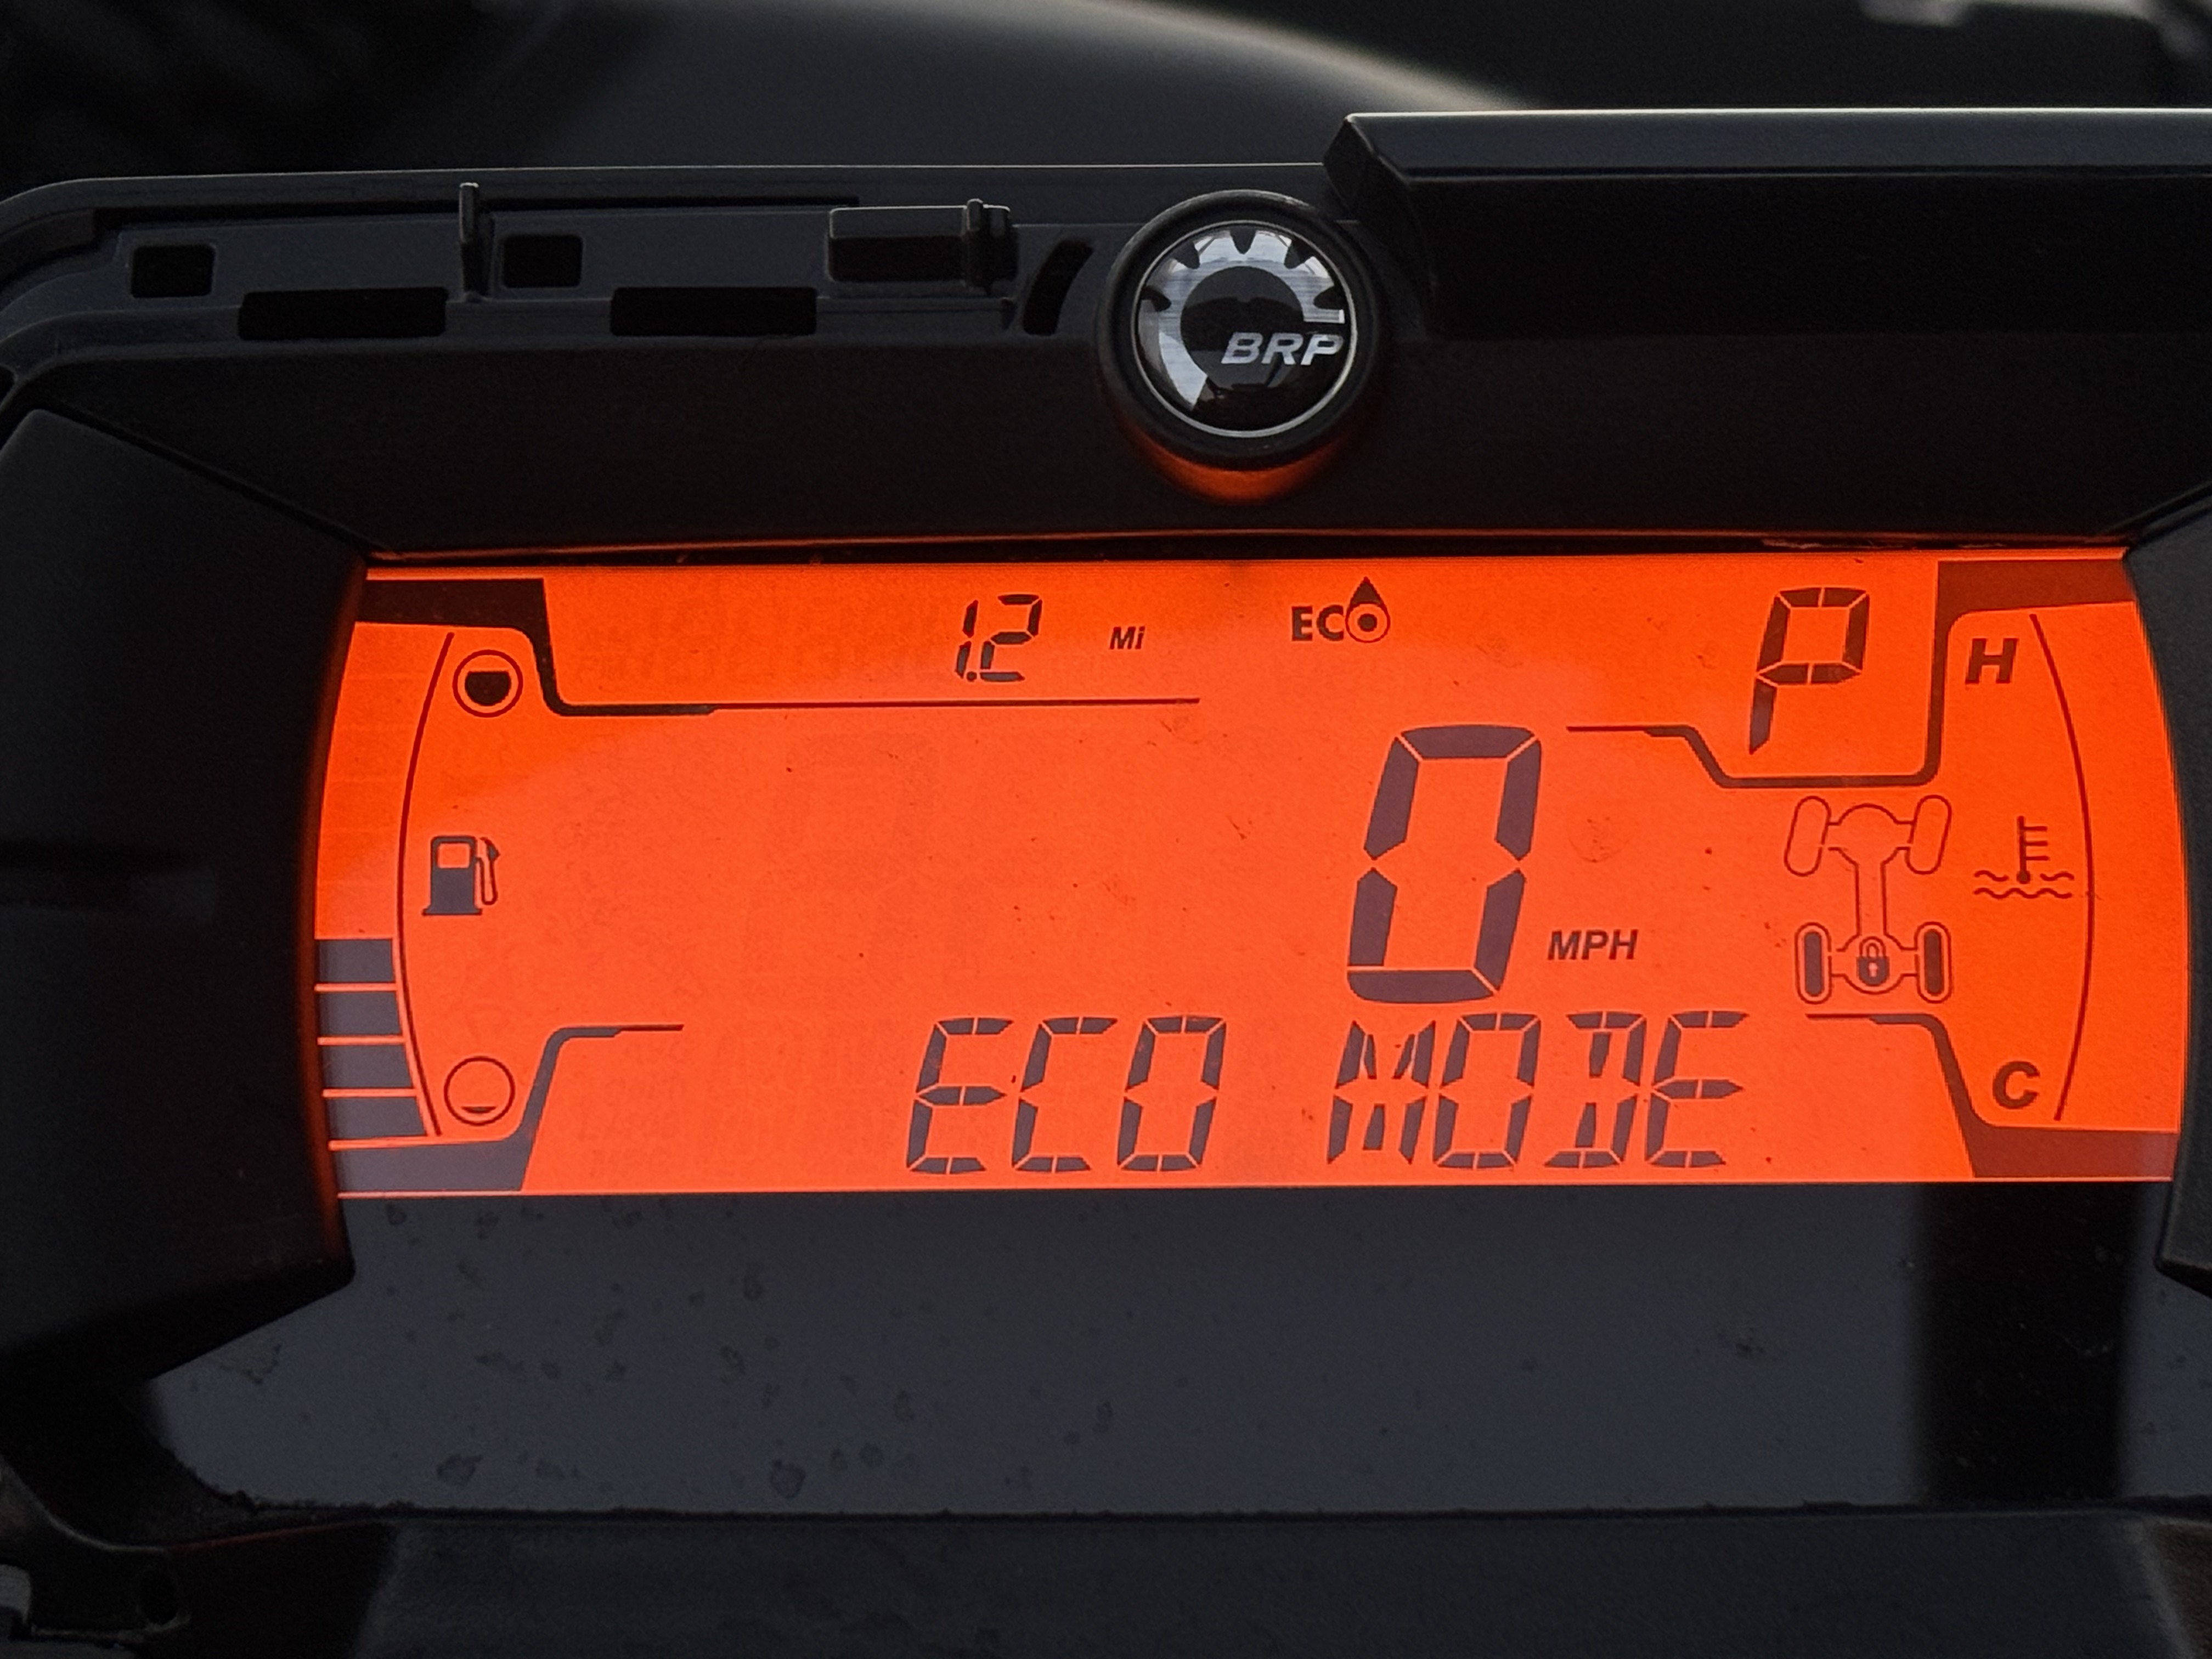 BRP
1.2 Mi ECO P
H
0 MPH
C
ECO MODE